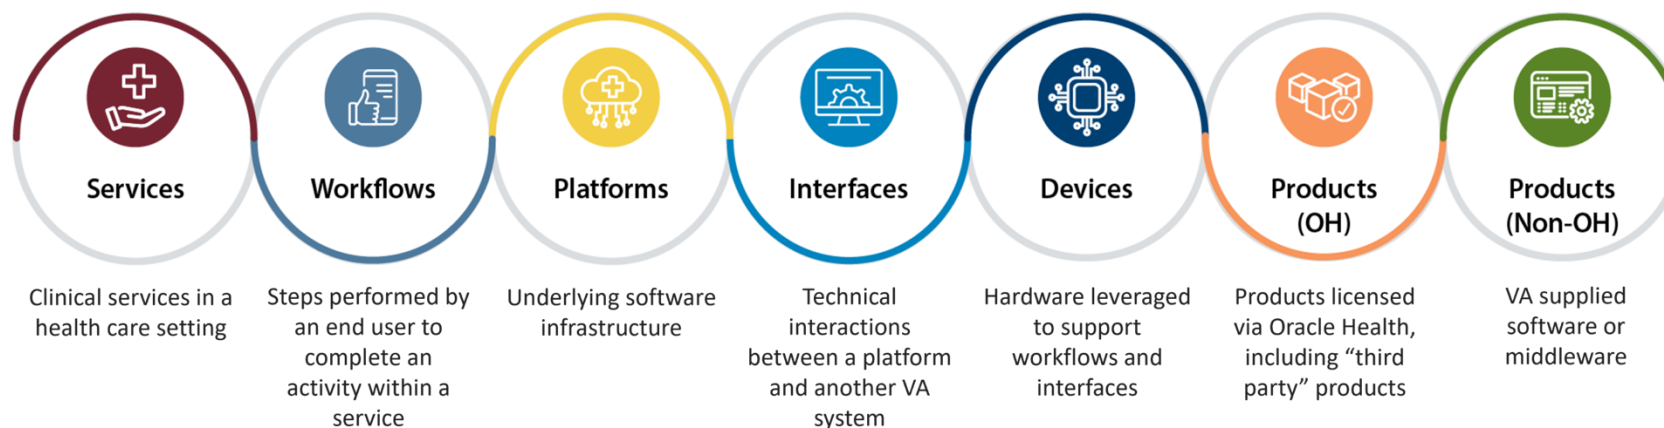 Services
Clinical services in a
health care setting
Workflows
Steps performed by
an end user to
complete an
activity within a
service
Platforms
Underlying software
infrastructure
Interfaces
Technical
interactions
between a platform
and another VA
system
Devices
Hardware leveraged
to support
workflows and
interfaces
Products
(OH)
Products licensed
via Oracle Health,
including “third
party” products
Products
(Non-OH)
VA supplied
software or
middleware